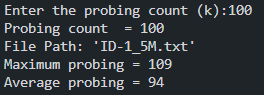 Enter the probing count (k):100
Probing count  = 100
File Path: 'ID-1_5M.txt'
Maximum probing = 109
Average probing = 94